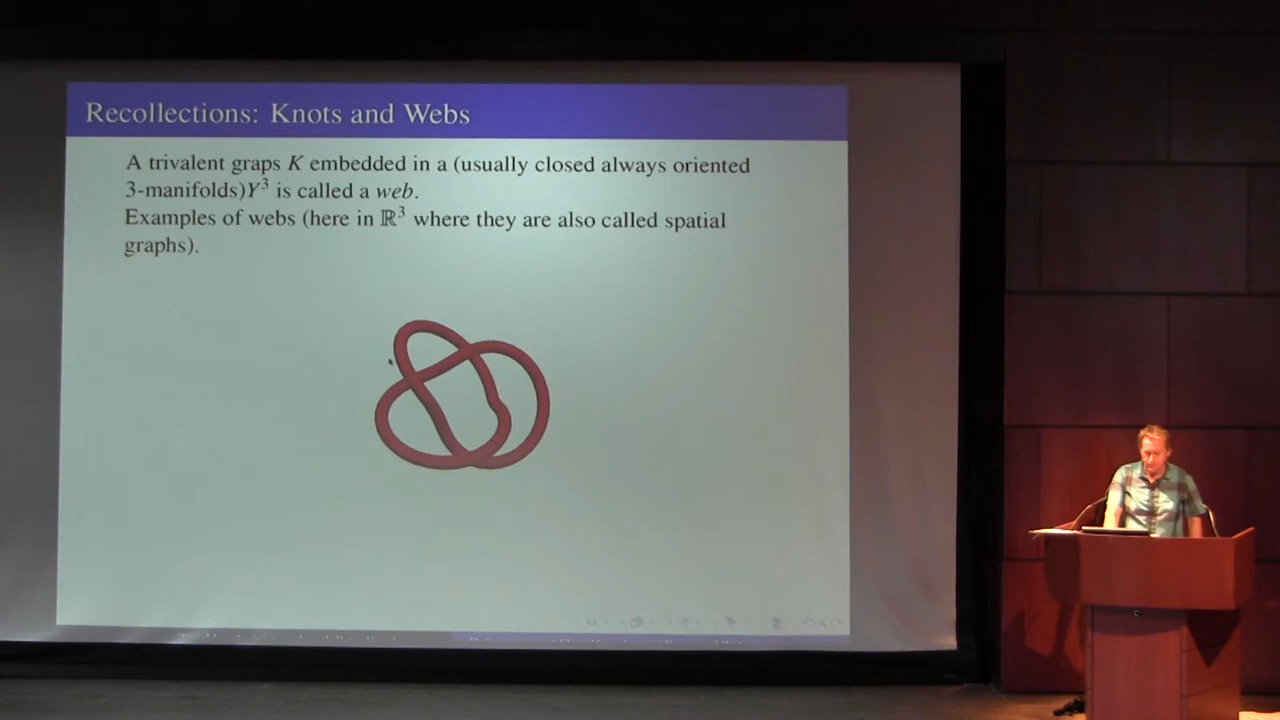 Recollections: Knots and Webs
A trivalent graps K embedded in a (usually closed always oriented
3-manifolds)Y³ is called a web.
Examples of webs (here in ℝ³ where they are also called spatial
graphs).